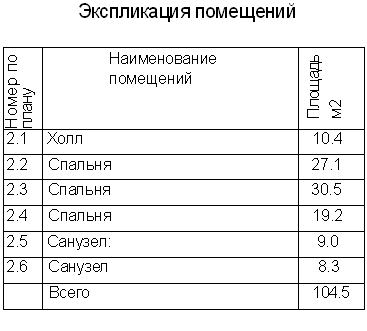 Экспликация помещений
Номер по плану
Наименование помещений
Площадь м2
2.1 Холл 10.4
2.2 Спальня 27.1
2.3 Спальня 30.5
2.4 Спальня 19.2
2.5 Санузел: 9.0
2.6 Санузел 8.3
Всего 104.5